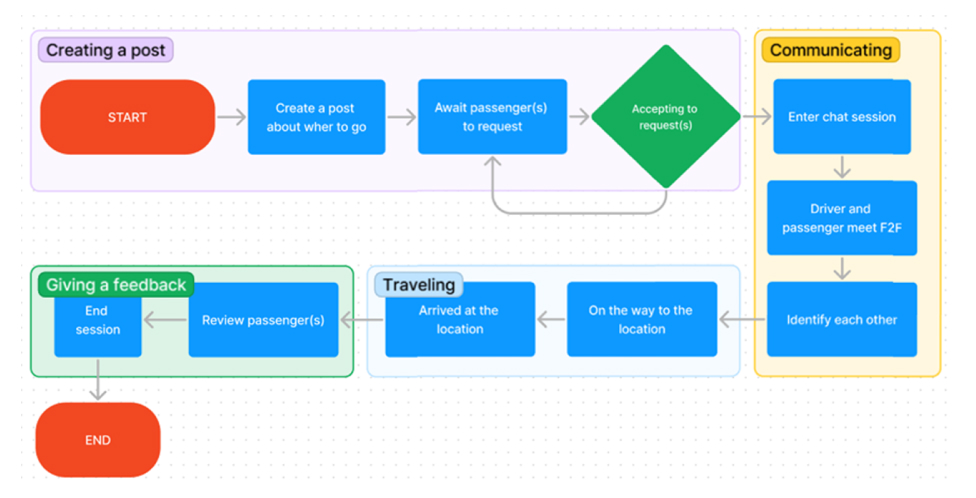 Creating a post
START
Create a post
about wher to go
Await passenger(s)
to request
Accepting to
request(s)
Communicating
Enter chat session
Driver and
passenger meet F2F
Identify each other
Traveling
On the way to the
location
Arrived at the
location
Giving a feedback
Review passenger(s)
End
session
END